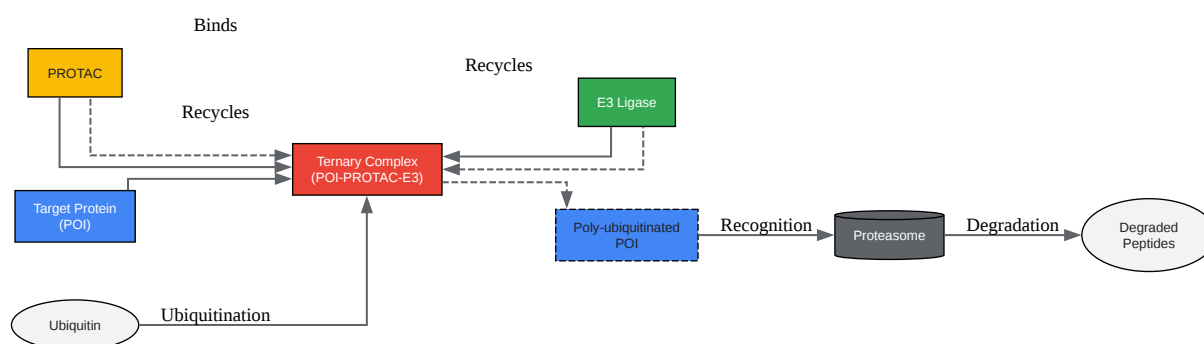 Binds
PROTAC
Recycles
E3 Ligase
Recycles
Ternary Complex
(POI-PROTAC-E3)
Target Protein
(POI)
Poly-ubiquitinated
POI
Recognition
Proteasome
Degradation
Degraded
Peptides
Ubiquitin
Ubiquitination